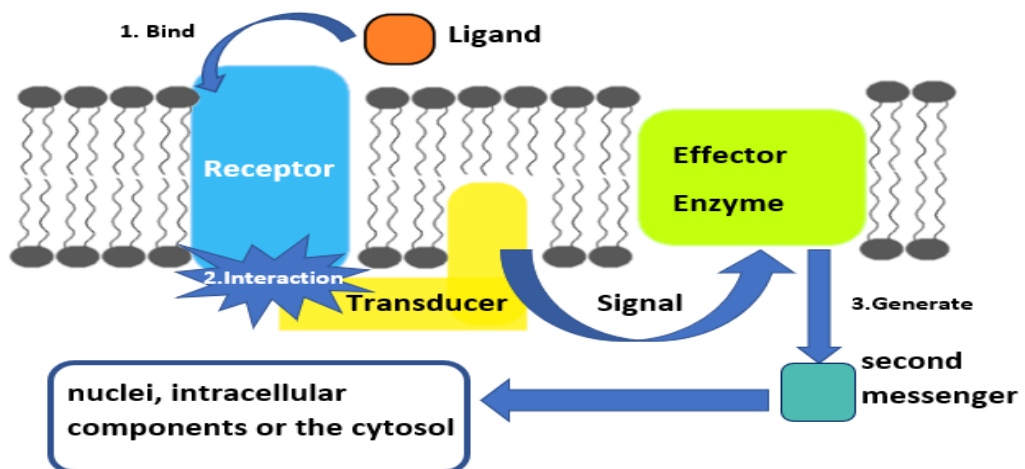 1. Bind
Ligand
Receptor
Effector
Enzyme
2.Interaction
Transducer
Signal
3.Generate
second
messenger
nuclei, intracellular
components or the cytosol